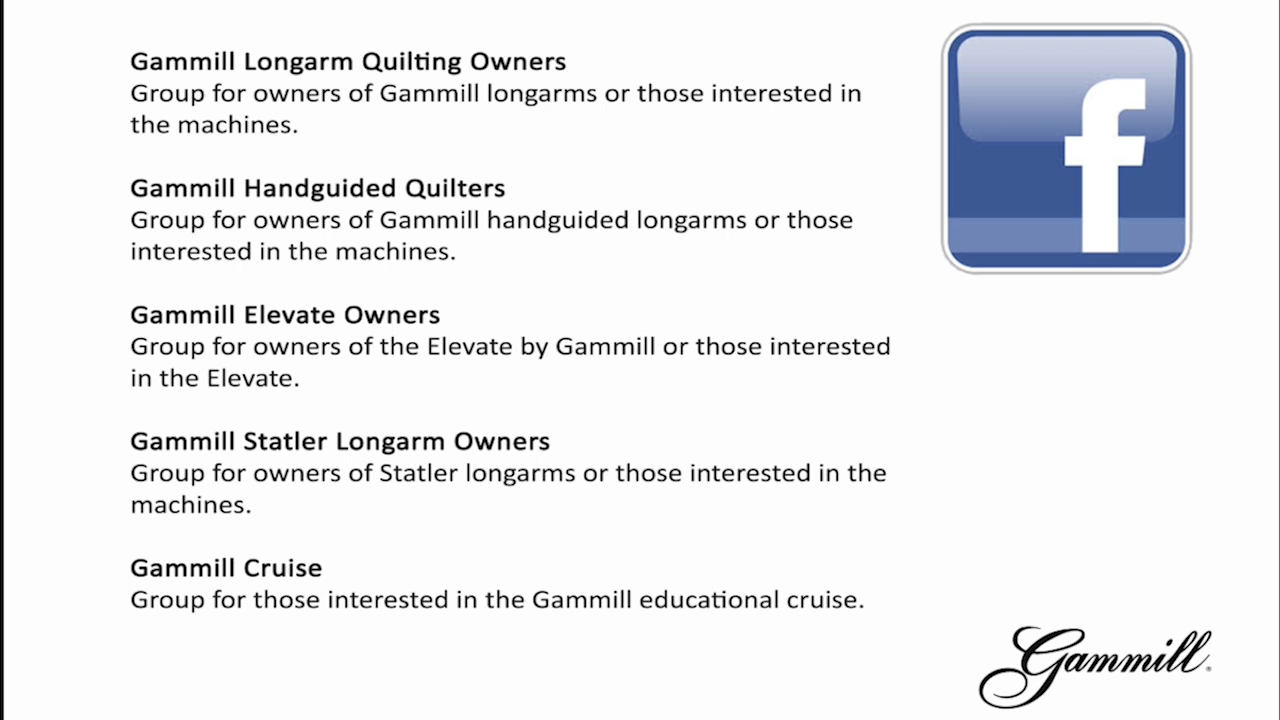 Gammill Longarm Quilting Owners
Group for owners of Gammill longarms or those interested in
the machines.
Gammill Handguided Quilters
Group for owners of Gammill handguided longarms or those
interested in the machines.
Gammill Elevate Owners
Group for owners of the Elevate by Gammill or those interested
in the Elevate.
Gammill Statler Longarm Owners
Group for owners of Statler longarms or those interested in the
machines.
Gammill Cruise
Group for those interested in the Gammill educational cruise.
f
Gammill